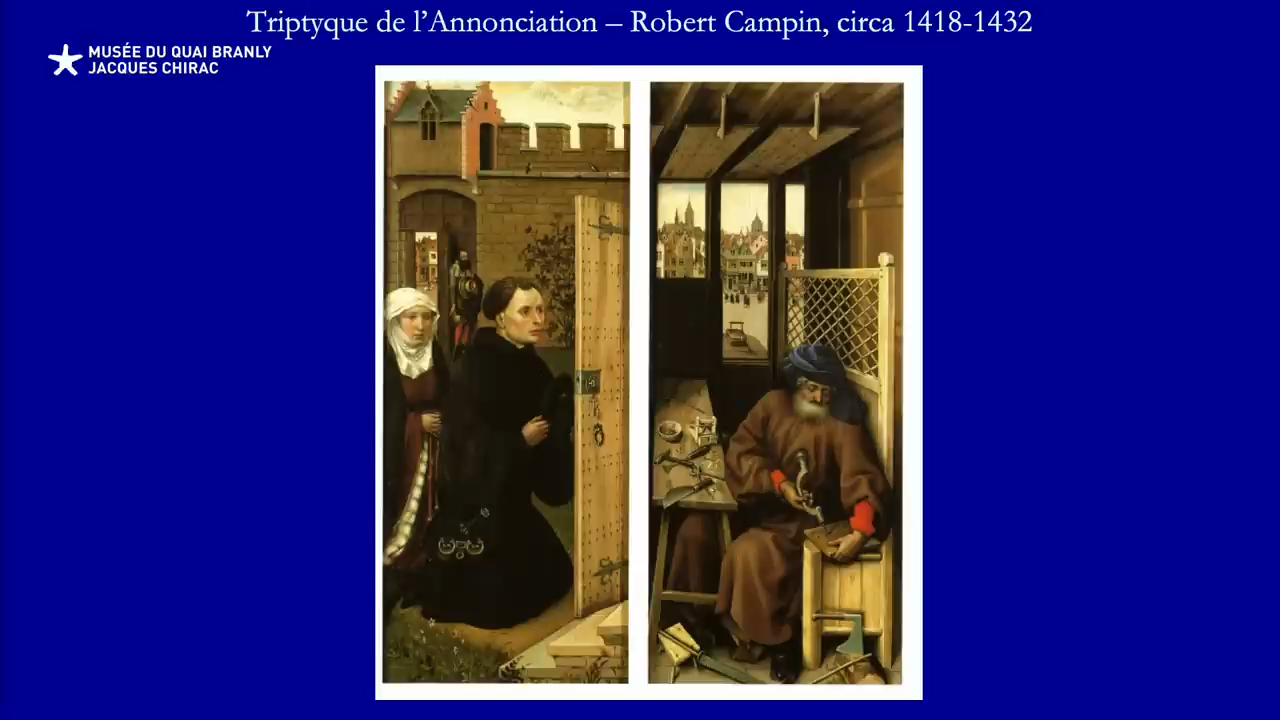 Triptyque de l'Annonciation – Robert Campin, circa 1418-1432
MUSÉE DU QUAI BRANLY
JACQUES CHIRAC